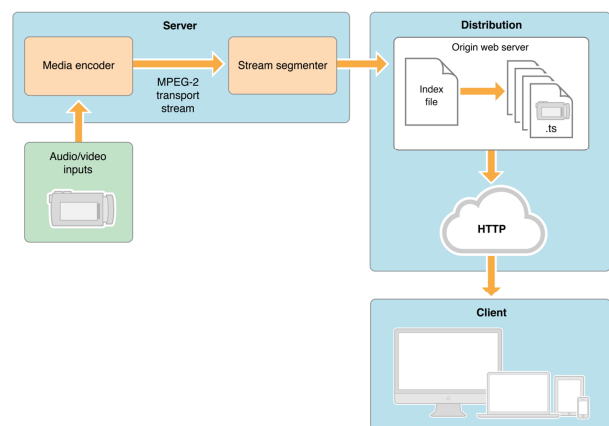 Server
Media encoder
MPEG-2
transport
stream
Stream segmenter
Audio/video
inputs
Distribution
Origin web server
Index
file
.ts
HTTP
Client